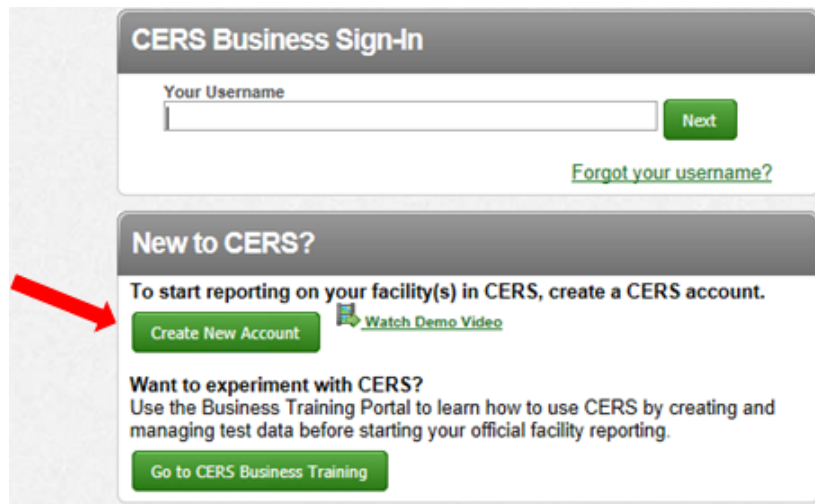 CERS Business Sign-In
Your Username
Next
Forgot your username?
New to CERS?
To start reporting on your facility(s) in CERS, create a CERS account.
Create New Account
Watch Demo Video
Want to experiment with CERS?
Use the Business Training Portal to learn how to use CERS by creating and
managing test data before starting your official facility reporting.
Go to CERS Business Training